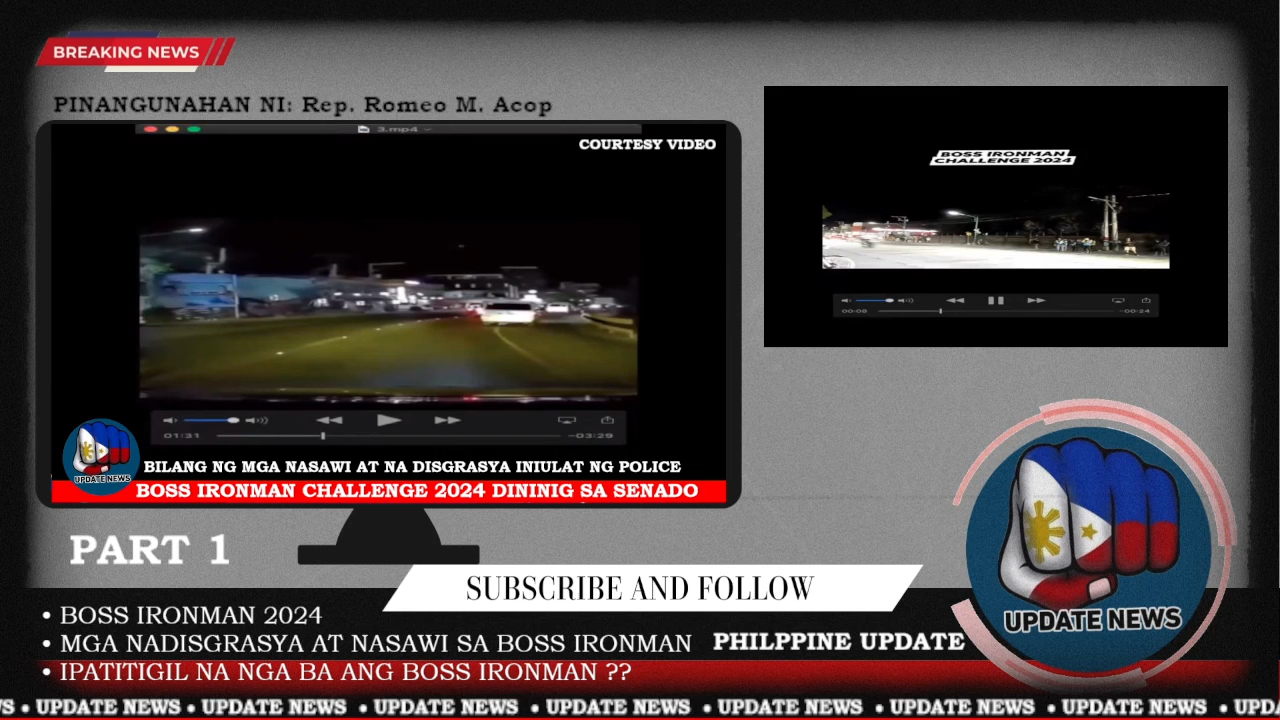 BREAKING NEWS
PINANGUNAHAN NI: Rep. Romeo M. Acop
3.mp4
COURTESY VIDEO
BOSS IRONMAN
CHALLENGE 2024
00:08
-00:24
01:31
-03:29
UPDATE NEWS
BILANG NG MGA NASAWI AT NA DISGRASYA INIULAT NG POLICE
BOSS IRONMAN CHALLENGE 2024 DININIG SA SENADO
PART 1
SUBSCRIBE AND FOLLOW
UPDATE NEWS
• BOSS IRONMAN 2024
• MGA NADISGRASYA AT NASAWI SA BOSS IRONMAN
PHILPPINE UPDATE
• IPATITIGIL NA NGA BA ANG BOSS IRONMAN ??
S • UPDATE NEWS • UPDATE NEWS • UPDATE NEWS • UPDATE NEWS • UPDATE NEWS • UPDATE NEWS • UPDATE NEWS • UPD